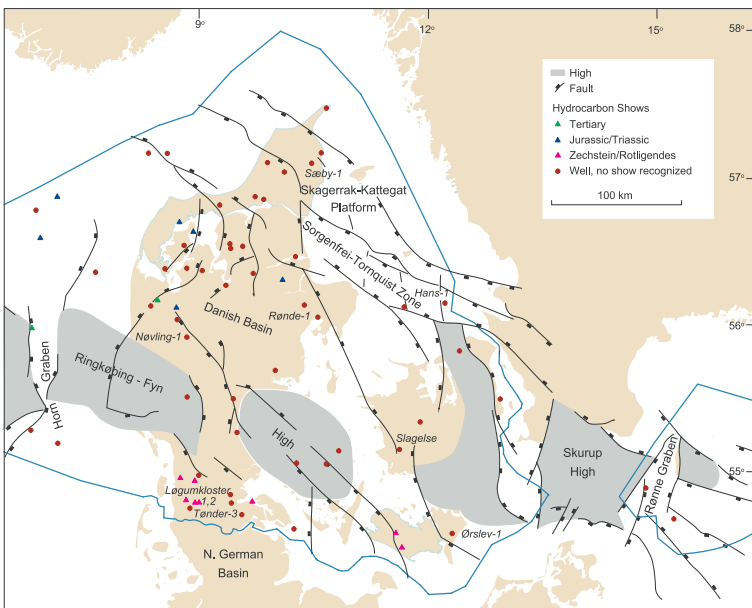 9°
12°
15°
58°
High
Fault
Hydrocarbon Shows
Tertiary
Jurassic/Triassic
Zechstein/Rotligendes
Well, no show recognized
100 km
57°
Sæby-1
Skagerrak-Kattegat
Platform
Sorgenfrei-Tornquist Zone
Hans-1
Danish Basin
Rønde-1
Nøvling-1
56°
Horn Graben
Ringkøbing - Fyn
High
Slagelse
Skurup
High
Rønne Graben
55°
Løgumkloster
1,2
Tønder-3
Ørslev-1
N. German
Basin